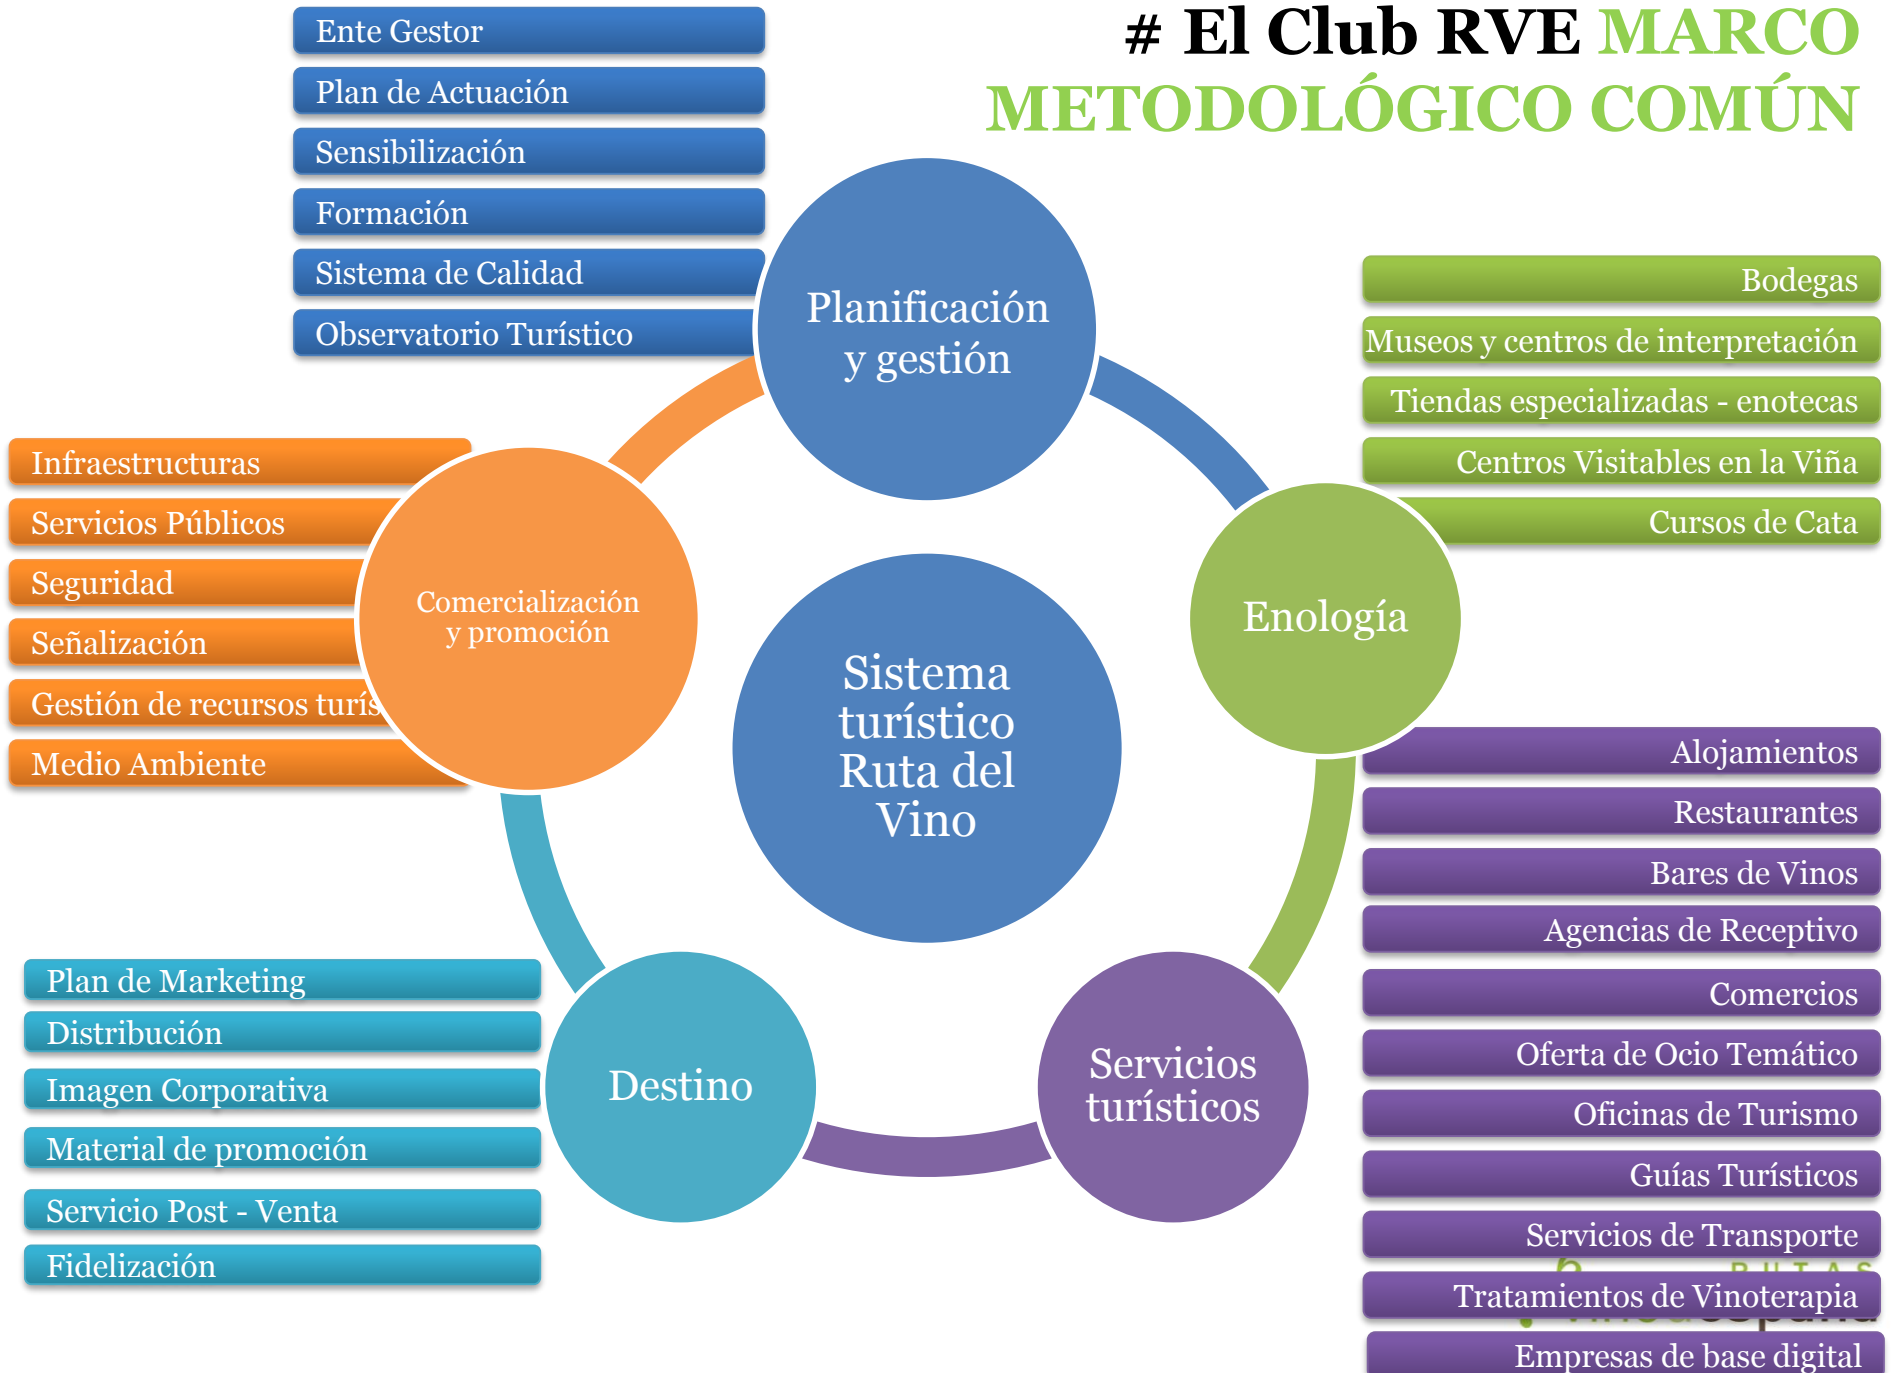 # El Club RVE MARCO
METODOLÓGICO COMÚN
Ente Gestor
Plan de Actuación
Sensibilización
Formación
Sistema de Calidad
Observatorio Turístico
Planificación
y gestión
Bodegas
Museos y centros de interpretación
Tiendas especializadas - enotecas
Centros Visitables en la Viña
Cursos de Cata
Enología
Infraestructuras
Servicios Públicos
Seguridad
Señalización
Gestión de recursos turís
Medio Ambiente
Comercialización
y promoción
Sistema
turístico
Ruta del
Vino
Alojamientos
Restaurantes
Bares de Vinos
Agencias de Receptivo
Comercios
Oferta de Ocio Temático
Oficinas de Turismo
Guías Turísticos
Servicios de Transporte
Tratamientos de Vinoterapia
Empresas de base digital
Servicios
turísticos
Plan de Marketing
Distribución
Imagen Corporativa
Material de promoción
Servicio Post - Venta
Fidelización
Destino